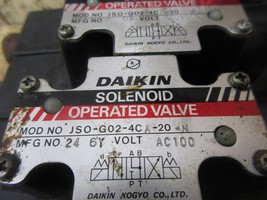 OPERATED VALVE
MOD NO JSO-G02-4C -20
MFG NO VOLT
DAIKIN KOGYO CO., LTD.
DAIKIN
SOLENOID
OPERATED VALVE
MOD NO JSO-G02-4CA-20-N
MFG NO 24 6Y VOLT AC100
A B
P T
DAIKIN KOGYO CO., LTD.